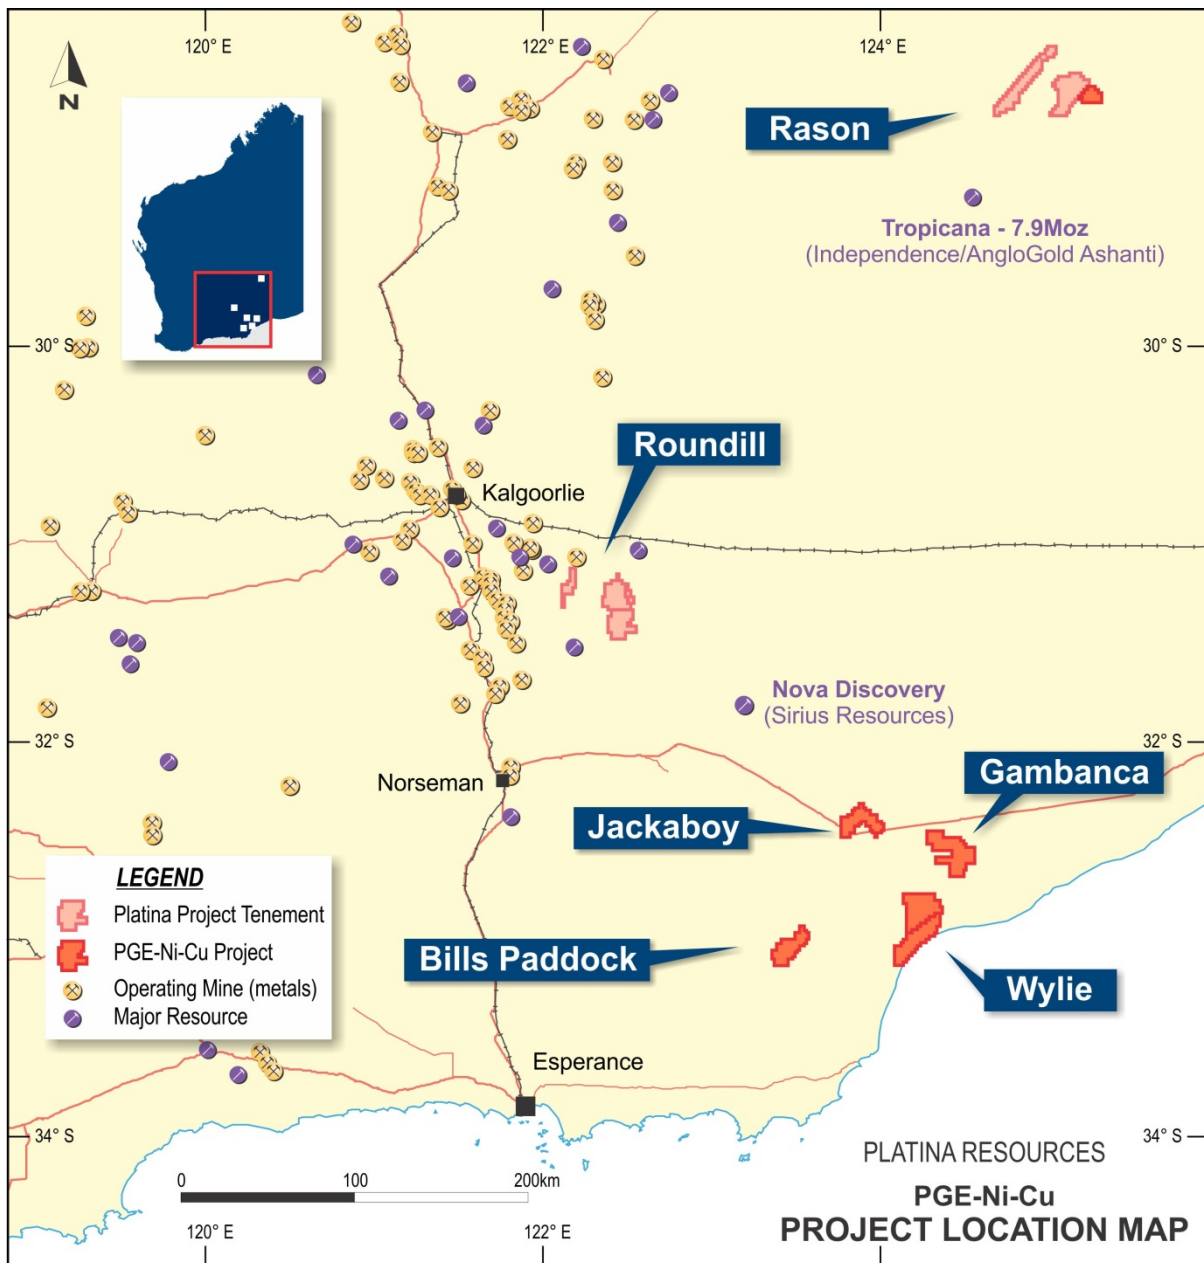 120° E
122° E
124° E
N
Rason
Tropicana - 7.9Moz
(Independence/AngloGold Ashanti)
30° S
30° S
Roundill
Kalgoorlie
Nova Discovery
(Sirius Resources)
32° S
32° S
Norseman
Gambanca
Jackaboy
LEGEND
Platina Project Tenement
PGE-Ni-Cu Project
Operating Mine (metals)
Major Resource
Bills Paddock
Wylie
Esperance
34° S
34° S
0 100 200km
PLATINA RESOURCES
PGE-Ni-Cu
PROJECT LOCATION MAP
120° E
122° E